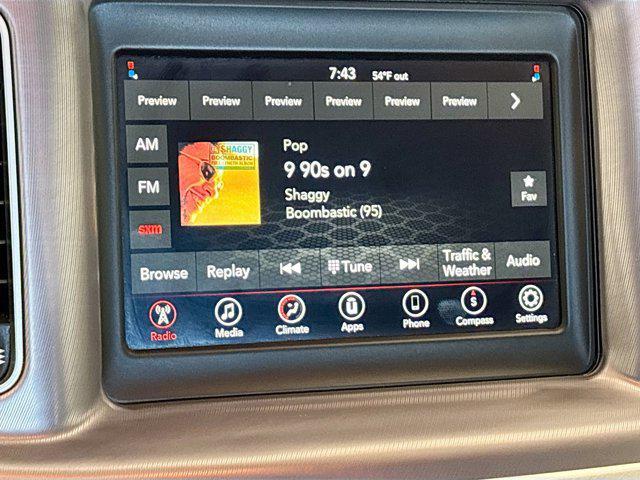 7:43 54°F out
Preview Preview Preview Preview Preview Preview
AM
FM
sxm
SHAGGY
BOOMBASTIC
Pop
9 90s on 9
Shaggy
Boombastic (95)
Fav
Browse Replay Tune Traffic & Weather Audio
Radio Media Climate Apps Phone Compass Settings
U
S